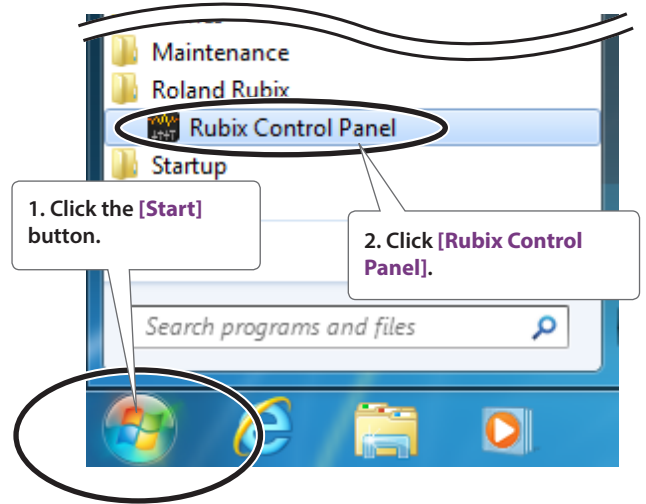 Maintenance
Roland Rubix
Rubix Control Panel
Startup
1. Click the [Start]
button.
2. Click [Rubix Control
Panel].
Search programs and files